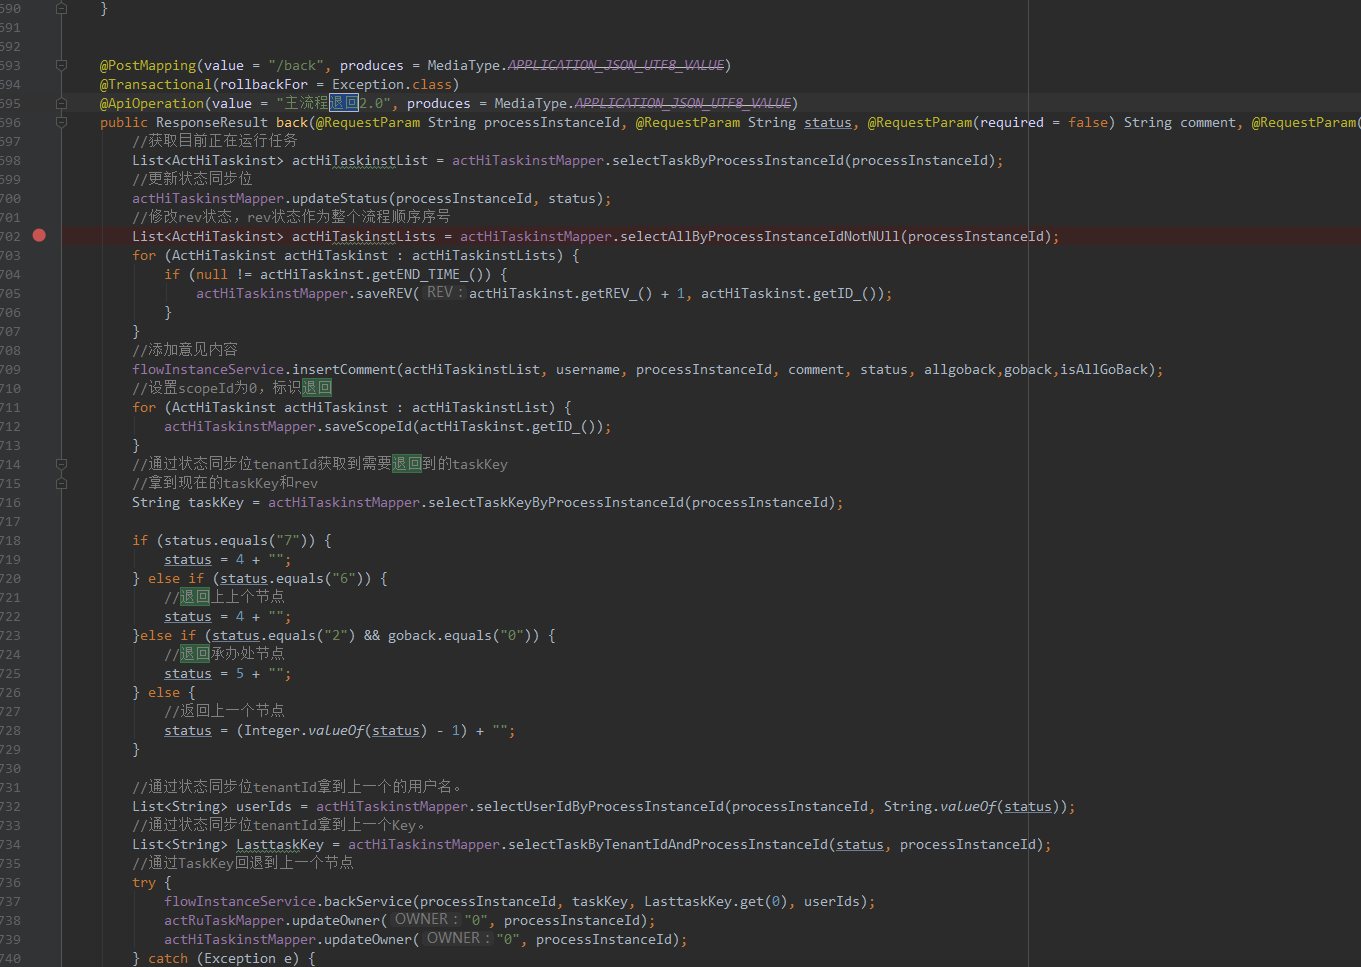 590 }
591
592
593 @PostMapping(value = "/back", produces = MediaType.APPLICATION_JSON_UTF8_VALUE)
594 @Transactional(rollbackFor = Exception.class)
595 @ApiOperation(value = "主流程退回2.0", produces = MediaType.APPLICATION_JSON_UTF8_VALUE)
596 public ResponseResult back(@RequestParam String processInstanceId, @RequestParam String status, @RequestParam(required = false) String comment, @RequestParam(
597 //获取目前正在运行任务
598 List<ActHiTaskinst> actHiTaskinstList = actHiTaskinstMapper.selectTaskByProcessInstanceId(processInstanceId);
599 //更新状态同步位
700 actHiTaskinstMapper.updateStatus(processInstanceId, status);
701 //修改rev状态，rev状态作为整个流程顺序序号
702 List<ActHiTaskinst> actHiTaskinstLists = actHiTaskinstMapper.selectAllByProcessInstanceIdNotNUll(processInstanceId);
703 for (ActHiTaskinst actHiTaskinst : actHiTaskinstLists) {
704 if (null != actHiTaskinst.getEND_TIME_()) {
705 actHiTaskinstMapper.saveREV( REV: actHiTaskinst.getREV_() + 1, actHiTaskinst.getID_());
706 }
707 }
708 //添加意见内容
709 flowInstanceService.insertComment(actHiTaskinstList, username, processInstanceId, comment, status, allgoback,goback,isAllGoBack);
710 //设置scopeId为0，标识退回
711 for (ActHiTaskinst actHiTaskinst : actHiTaskinstList) {
712 actHiTaskinstMapper.saveScopeId(actHiTaskinst.getID_());
713 }
714 //通过状态同步位tenantId获取到需要退回到的taskKey
715 //拿到现在的taskKey和rev
716 String taskKey = actHiTaskinstMapper.selectTaskKeyByProcessInstanceId(processInstanceId);
717
718 if (status.equals("7")) {
719 status = 4 + "";
720 } else if (status.equals("6")) {
721 //退回上上个节点
722 status = 4 + "";
723 }else if (status.equals("2") && goback.equals("0")) {
724 //退回承办处节点
725 status = 5 + "";
726 } else {
727 //返回上一个节点
728 status = (Integer.valueOf(status) - 1) + "";
729 }
730
731 //通过状态同步位tenantId拿到上一个的用户名。
732 List<String> userIds = actHiTaskinstMapper.selectUserIdByProcessInstanceId(processInstanceId, String.valueOf(status));
733 //通过状态同步位tenantId拿到上一个Key。
734 List<String> LasttaskKey = actHiTaskinstMapper.selectTaskByTenantIdAndProcessInstanceId(status, processInstanceId);
735 //通过TaskKey回退到上一个节点
736 try {
737 flowInstanceService.backService(processInstanceId, taskKey, LasttaskKey.get(0), userIds);
738 actRuTaskMapper.updateOwner( OWNER: "0", processInstanceId);
739 actHiTaskinstMapper.updateOwner( OWNER: "0", processInstanceId);
740 } catch (Exception e) {